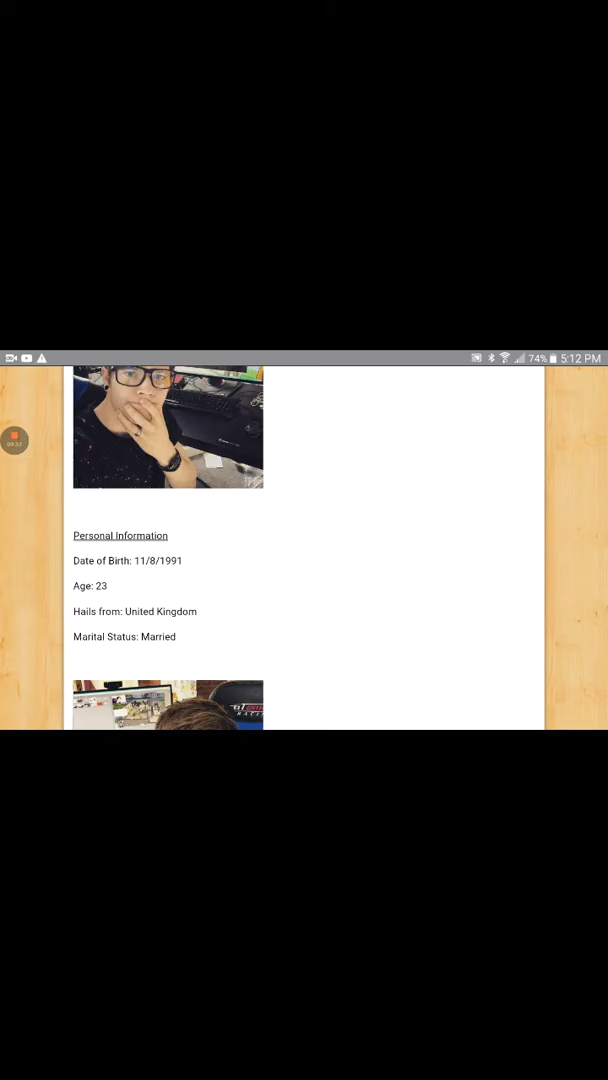 74% 5:12 PM
Personal Information
Date of Birth: 11/8/1991
Age: 23
Hails from: United Kingdom
Marital Status: Married